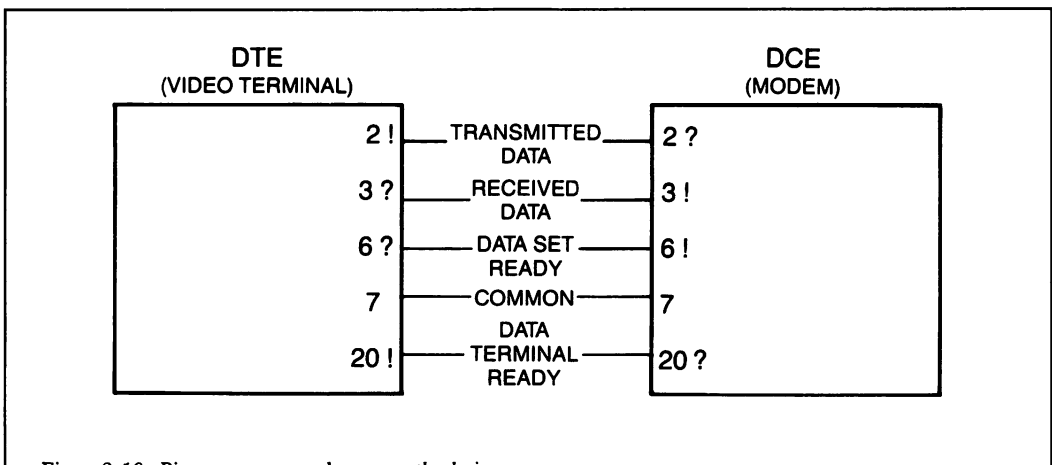 DTE
(VIDEO TERMINAL)
DCE
(MODEM)
2 ! TRANSMITTED DATA 2 ?
3 ? RECEIVED DATA 3 !
6 ? DATA SET READY 6 !
7 COMMON 7
20 ! DATA TERMINAL READY 20 ?